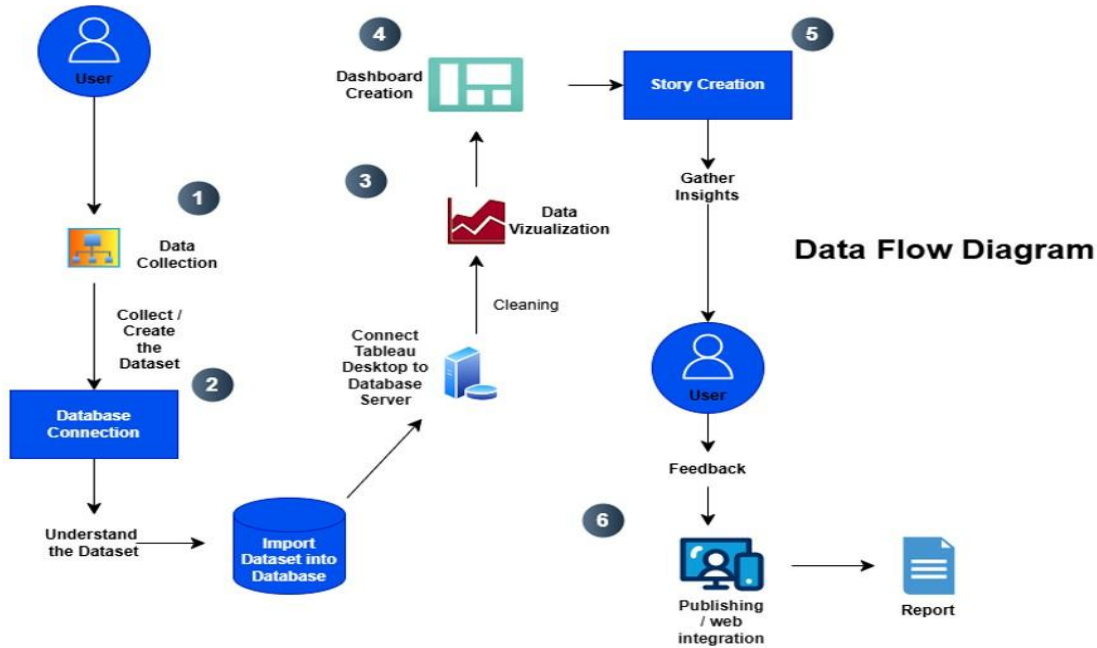 User
1
Data
Collection
Collect /
Create
the
Dataset
2
Database
Connection
Understand
the Dataset
Import
Dataset into
Database
Connect
Tableau
Desktop to
Database
Server
Cleaning
3
Data
Vizualization
4
Dashboard
Creation
5
Story Creation
Gather
Insights
Data Flow Diagram
User
Feedback
6
Publishing
/ web
integration
Report